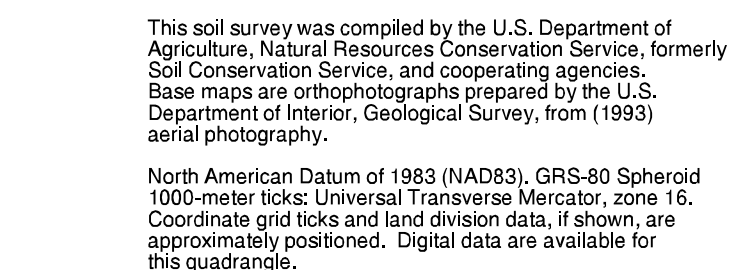 This soil survey was compiled by the U.S. Department of
Agriculture, Natural Resources Conservation Service, formerly
Soil Conservation Service, and cooperating agencies.
Base maps are orthophotographs prepared by the U.S.
Department of Interior, Geological Survey, from (1993)
aerial photography.
North American Datum of 1983 (NAD83). GRS-80 Spheroid
1000-meter ticks: Universal Transverse Mercator, zone 16.
Coordinate grid ticks and land division data, if shown, are
approximately positioned.  Digital data are available for
this quadrangle.